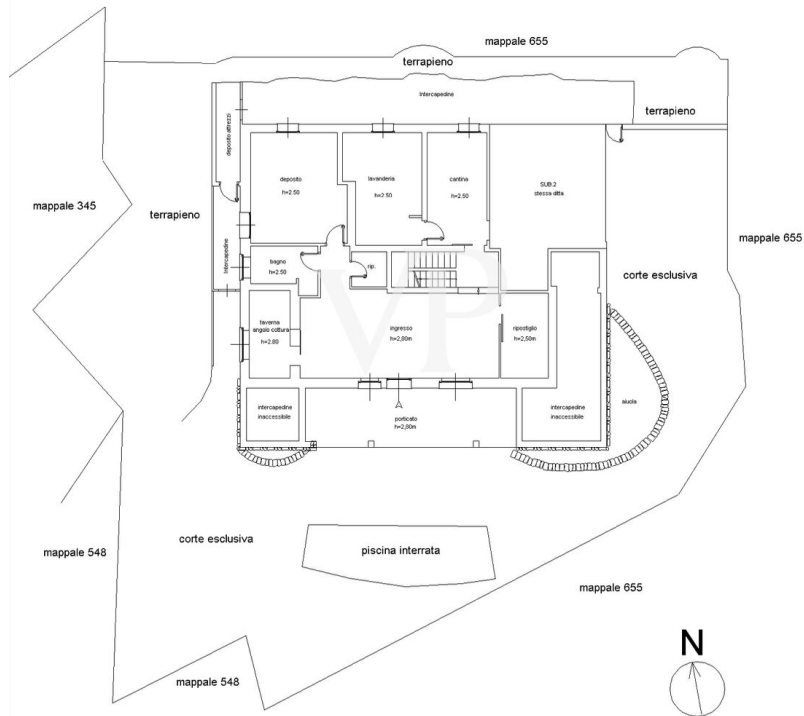 mappale 655
terrapieno
Intercapedine
terrapieno
deposito attrezzi
deposito
h=2.50
lavanderia
h=2.50
cantina
h=2.50
SUB.2
stessa ditta
mappale 345
terrapieno
mappale 655
Intercapedine
bagno
h=2.50
rip.
corte esclusiva
VP
taverna
angolo cottura
h=2.80
ingresso
h=2,80m
ripostiglio
h=2,50m
intercapedine
inaccessibile
porticato
h=2,80m
intercapedine
inaccessibile
aiuola
corte esclusiva
piscina interrata
mappale 548
mappale 655
mappale 548
N